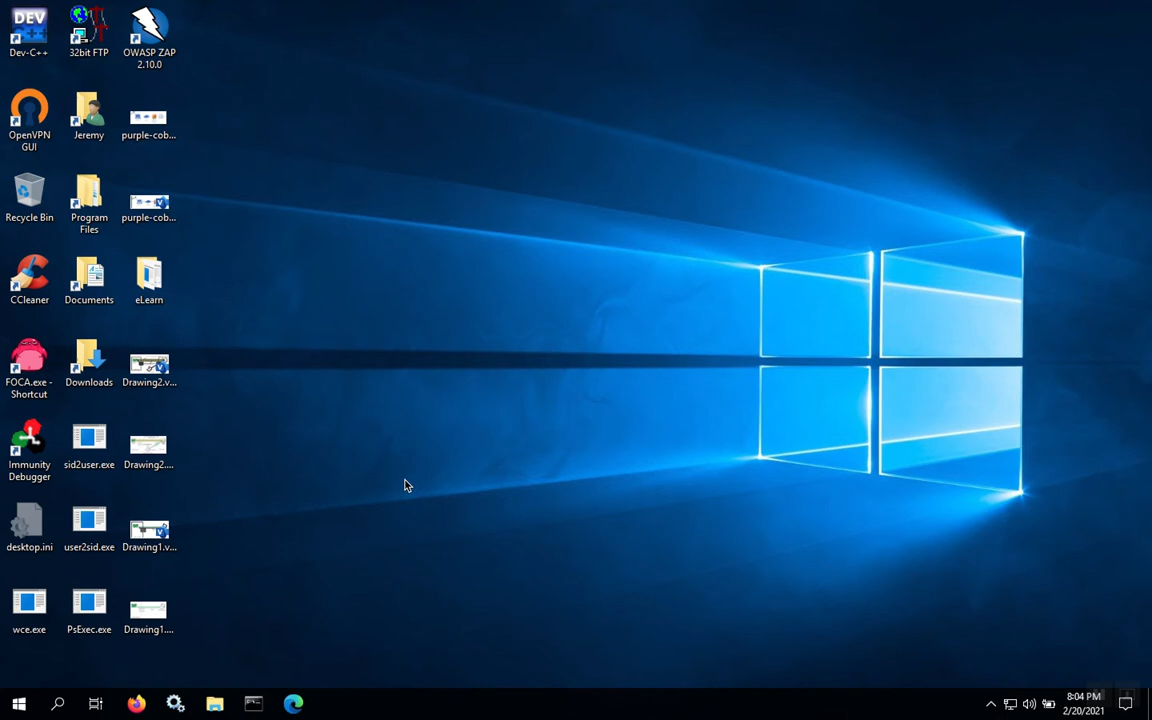 DEV
Dev-C++
32bit FTP
OWASP ZAP
2.10.0
OpenVPN
GUI
Jeremy
purple-cob...
Recycle Bin
Program
Files
purple-cob...
CCleaner
Documents
eLearn
FOCA.exe -
Shortcut
Downloads
Drawing2.v...
Immunity
Debugger
sid2user.exe
Drawing2....
desktop.ini
user2sid.exe
Drawing1.v...
wce.exe
PsExec.exe
Drawing1....
8:04 PM
2/20/2021